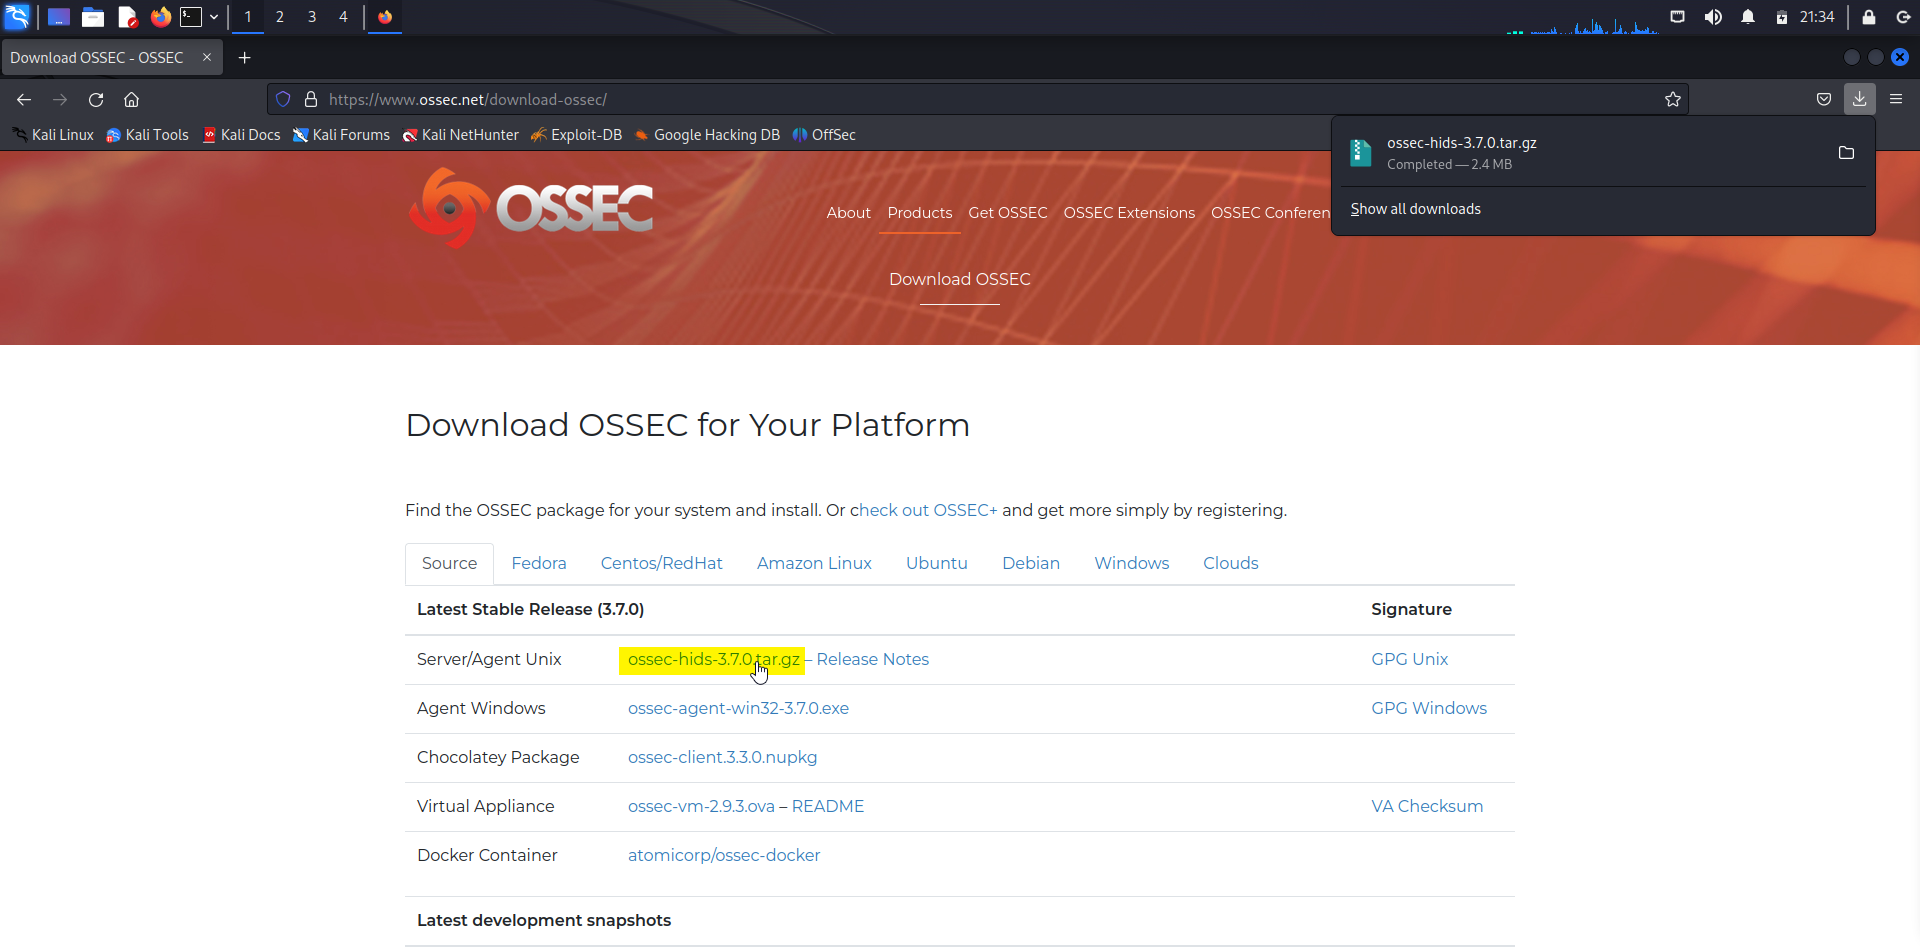 1 2 3 4 21:34
Download OSSEC - OSSEC
https://www.ossec.net/download-ossec/
Kali Linux Kali Tools Kali Docs Kali Forums Kali NetHunter Exploit-DB Google Hacking DB OffSec
ossec-hids-3.7.0.tar.gz
Completed — 2.4 MB
Show all downloads
OSSEC
About Products Get OSSEC OSSEC Extensions OSSEC Conferen
Download OSSEC
Download OSSEC for Your Platform
Find the OSSEC package for your system and install. Or check out OSSEC+ and get more simply by registering.
Source Fedora Centos/RedHat Amazon Linux Ubuntu Debian Windows Clouds
Latest Stable Release (3.7.0) Signature
Server/Agent Unix ossec-hids-3.7.0.tar.gz – Release Notes GPG Unix
Agent Windows ossec-agent-win32-3.7.0.exe GPG Windows
Chocolatey Package ossec-client.3.3.0.nupkg
Virtual Appliance ossec-vm-2.9.3.ova – README VA Checksum
Docker Container atomicorp/ossec-docker
Latest development snapshots